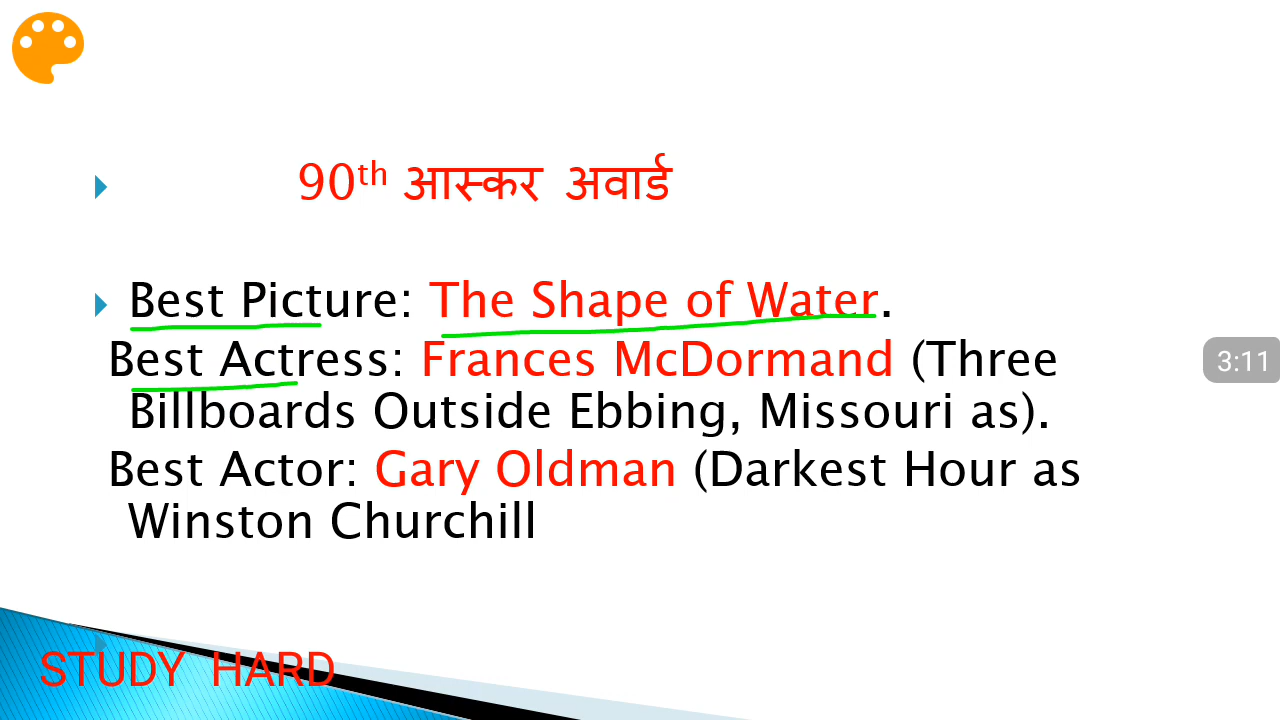 90th आस्कर अवार्ड
Best Picture: The Shape of Water.
Best Actress: Frances McDormand (Three
Billboards Outside Ebbing, Missouri as).
Best Actor: Gary Oldman (Darkest Hour as
Winston Churchill
3:11
STUDY HARD